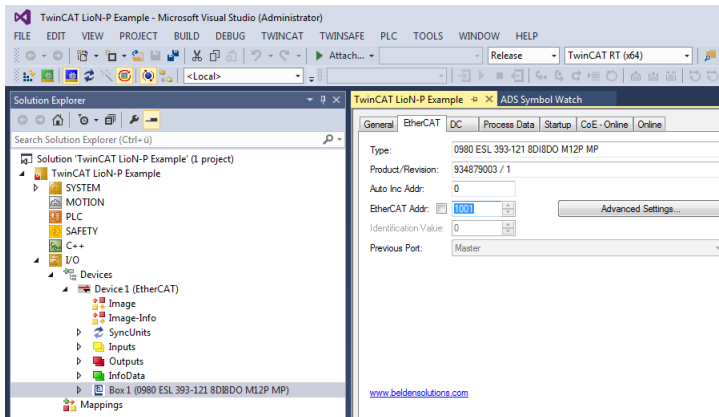 TwinCAT LioN-P Example - Microsoft Visual Studio (Administrator)
FILE EDIT VIEW PROJECT BUILD DEBUG TWINCAT TWINSAFE PLC TOOLS WINDOW HELP
Attach... Release TwinCAT RT (x64)
<Local>
Solution Explorer
TwinCAT LioN-P Example ADS Symbol Watch
General EtherCAT DC Process Data Startup CoE - Online Online
Search Solution Explorer (Ctrl+ü)
Type: 0980 ESL 393-121 8DI8DO M12P MP
Solution 'TwinCAT LioN-P Example' (1 project)
Product/Revision: 934879003 / 1
TwinCAT LioN-P Example
SYSTEM
Auto Inc Addr: 0
MOTION
EtherCAT Addr: 1001 Advanced Settings...
PLC
SAFETY
Identification Value: 0
C++
Previous Port: Master
I/O
Devices
Device 1 (EtherCAT)
Image
Image-Info
SyncUnits
Inputs
Outputs
InfoData
Box 1 (0980 ESL 393-121 8DI8DO M12P MP)
www.beldensolutions.com
Mappings